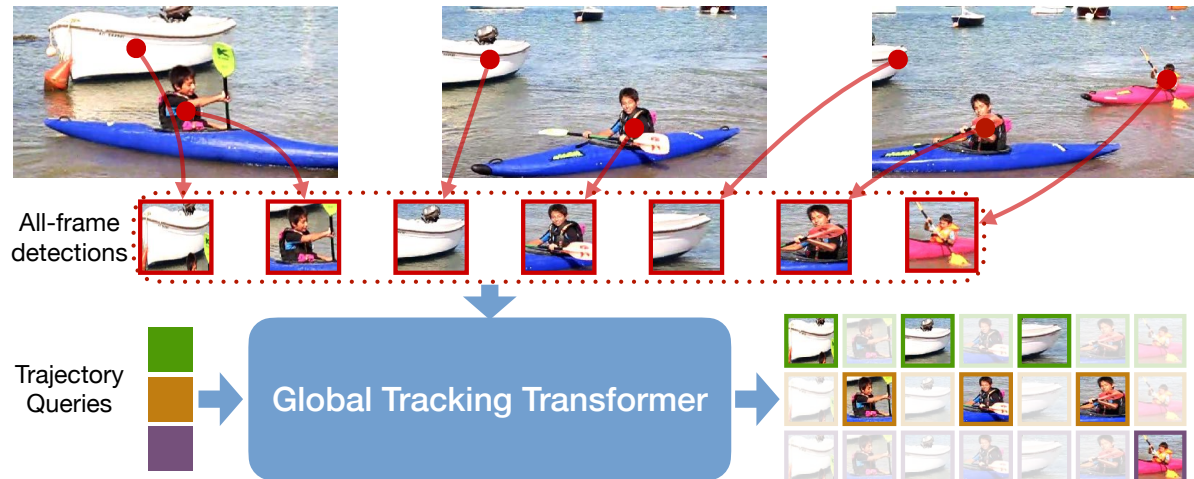 All-frame
detections
Trajectory
Queries
Global Tracking Transformer